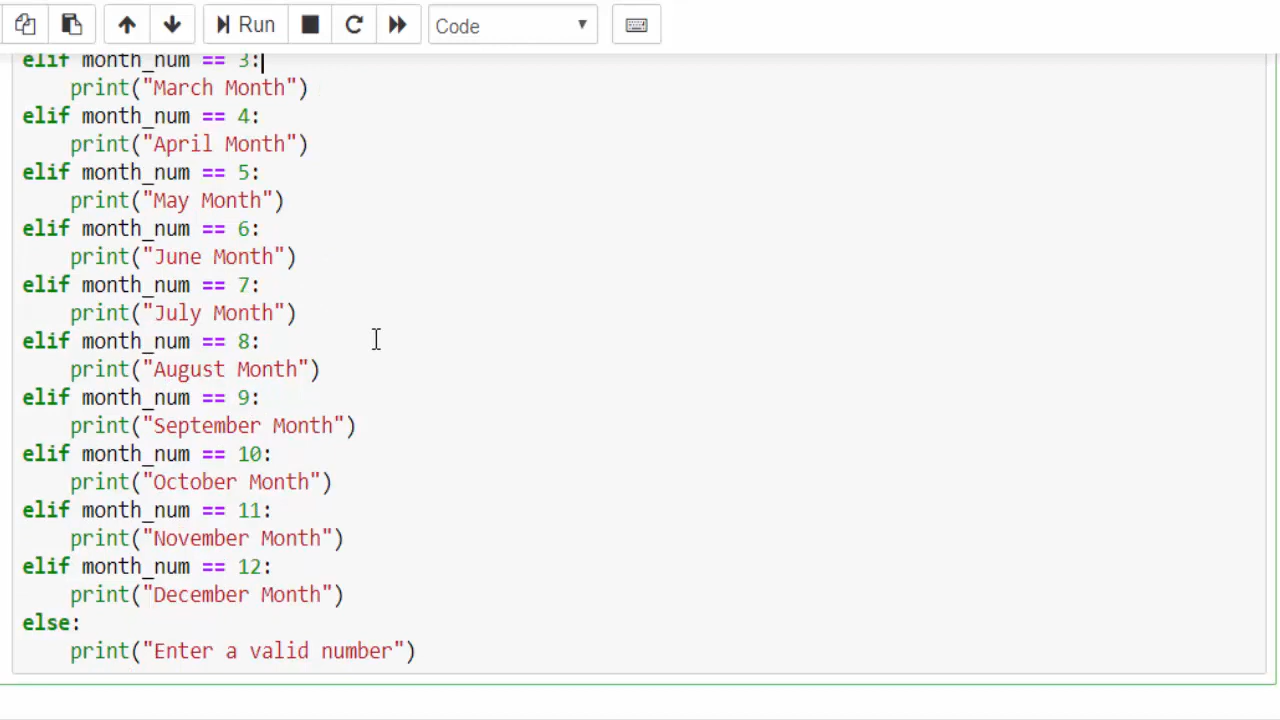 Run
Code
elif month_num == 3:
    print("March Month")
elif month_num == 4:
    print("April Month")
elif month_num == 5:
    print("May Month")
elif month_num == 6:
    print("June Month")
elif month_num == 7:
    print("July Month")
elif month_num == 8:
    print("August Month")
elif month_num == 9:
    print("September Month")
elif month_num == 10:
    print("October Month")
elif month_num == 11:
    print("November Month")
elif month_num == 12:
    print("December Month")
else:
    print("Enter a valid number")